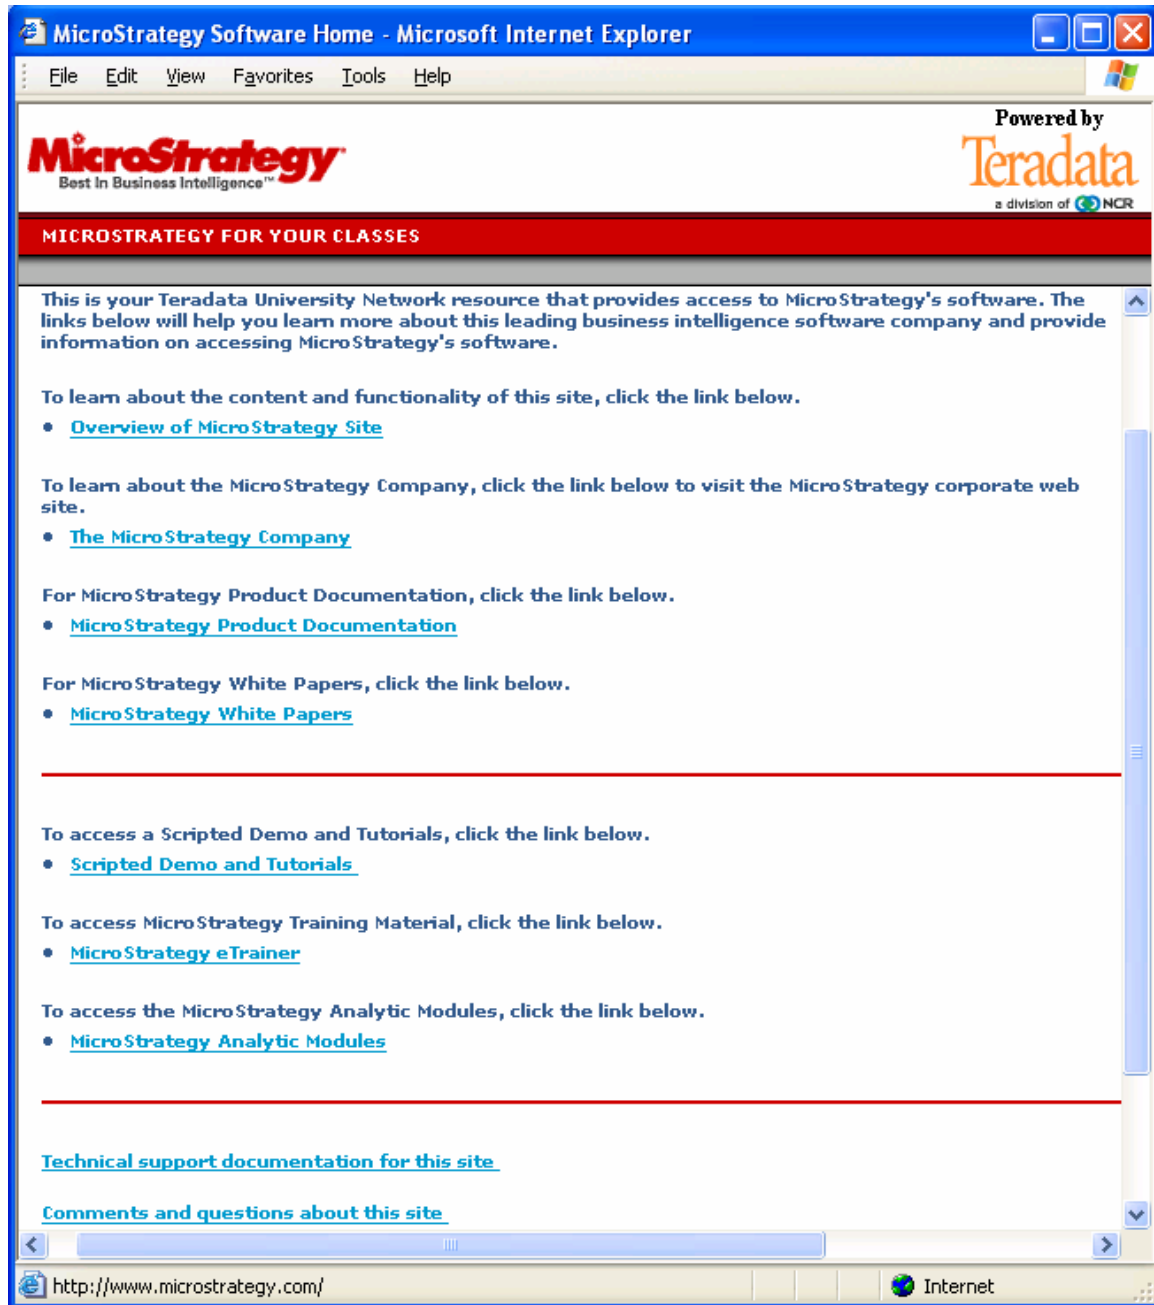 MicroStrategy Software Home - Microsoft Internet Explorer
File Edit View Favorites Tools Help
Powered by
MicroStrategy
Best In Business Intelligence™
Teradata
a division of NCR
MICROSTRATEGY FOR YOUR CLASSES
This is your Teradata University Network resource that provides access to MicroStrategy's software. The
links below will help you learn more about this leading business intelligence software company and provide
information on accessing MicroStrategy's software.
To learn about the content and functionality of this site, click the link below.
• Overview of MicroStrategy Site
To learn about the MicroStrategy Company, click the link below to visit the MicroStrategy corporate web
site.
• The MicroStrategy Company
For MicroStrategy Product Documentation, click the link below.
• MicroStrategy Product Documentation
For MicroStrategy White Papers, click the link below.
• MicroStrategy White Papers
To access a Scripted Demo and Tutorials, click the link below.
• Scripted Demo and Tutorials
To access MicroStrategy Training Material, click the link below.
• MicroStrategy eTrainer
To access the MicroStrategy Analytic Modules, click the link below.
• MicroStrategy Analytic Modules
Technical support documentation for this site
Comments and questions about this site
http://www.microstrategy.com/ Internet